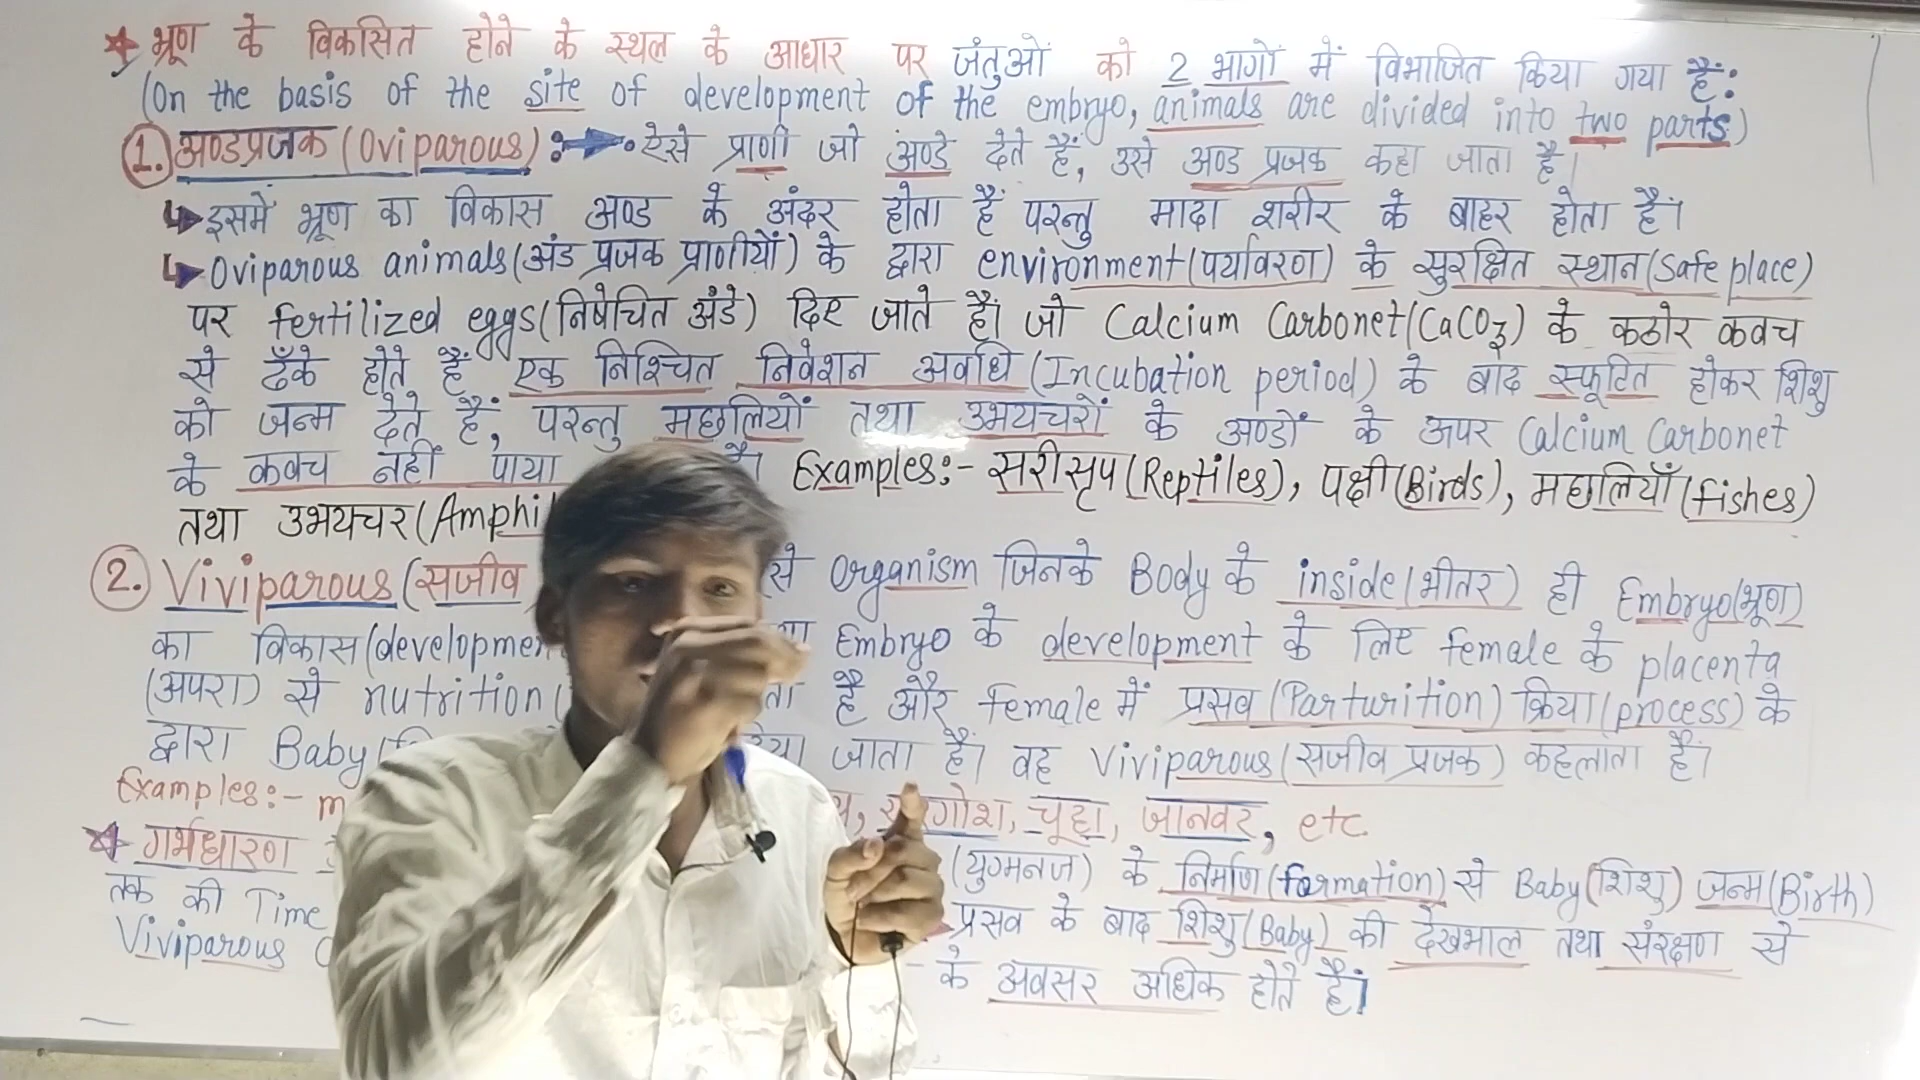 भ्रूण के विकसित होने के स्थल के आधार पर जंतुओं को 2 भागों में विभाजित किया गया है:
(On the basis of the site of development of the embryo, animals are divided into two parts)
1. अण्डप्रजक (Oviparous) :→ ऐसे प्राणी जो अण्डे देते हैं, उसे अण्ड प्रजक कहा जाता है।
इसमें भ्रूण का विकास अण्ड के अंदर होता है परन्तु मादा शरीर के बाहर होता है।
Oviparous animals (अंड प्रजक प्राणीयों) के द्वारा environment (पर्यावरण) के सुरक्षित स्थान (Safe place)
पर fertilized eggs (निषेचित अंडे) दिए जाते हैं। जो Calcium Carbonet (CaCO3) के कठोर कवच
से ढँके होते हैं एक निश्चित निवेशन अवधि (Incubation period) के बाद स्फूटित होकर शिशु
को जन्म देते हैं, परन्तु मछलियों तथा उभयचरों के अण्डों के ऊपर Calcium Carbonet
के कवच नहीं पाया है। Examples:- सरीसृप (Reptiles), पक्षी (Birds), मछलियाँ (fishes)
तथा उभयचर (Amphi
2. Viviparous (सजीव से Organism जिनके Body के inside (भीतर) ही Embryo (भ्रूण)
का विकास (developmen Embryo के development के लिए female के placenta
(अपरा) से nutrition ( ता है और female में प्रसव (Parturition) क्रिया (process) के
द्वारा Baby ( जाता है। वह Viviparous (सजीव प्रजक) कहलाता है।
Examples:- m गोश, चूहा, जानवर, etc
गर्भधारण (युग्मनज) के निर्माण (formation) से Baby (शिशु) जन्म (Birth)
तक की Time प्रसव के बाद शिशु (Baby) की देखभाल तथा संरक्षण से
Viviparous के अवसर अधिक होते हैं।